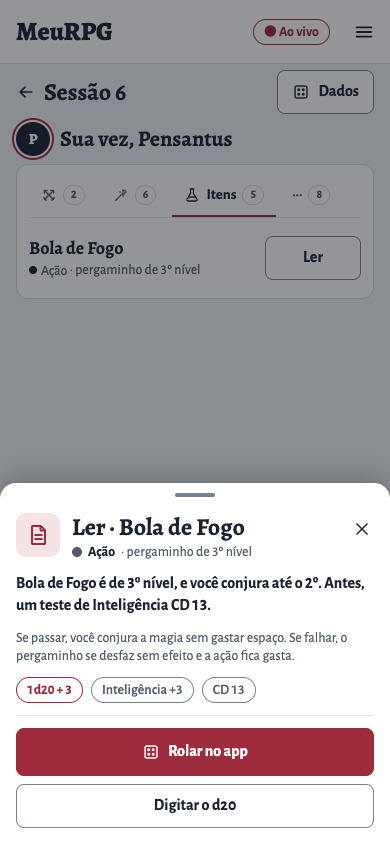 MeuRPG
Ao vivo
Sessão 6
Dados
P
Sua vez, Pensantus
2
6
Itens 5
··· 8
Bola de Fogo
Ação · pergaminho de 3º nível
Ler
Ler · Bola de Fogo
Ação · pergaminho de 3º nível
Bola de Fogo é de 3º nível, e você conjura até o 2º. Antes,
um teste de Inteligência CD 13.
Se passar, você conjura a magia sem gastar espaço. Se falhar, o
pergaminho se desfaz sem efeito e a ação fica gasta.
1d20 + 3
Inteligência +3
CD 13
Rolar no app
Digitar o d20